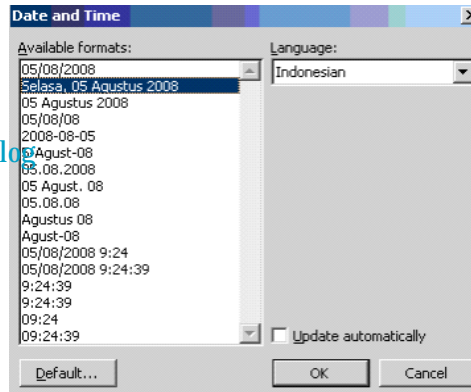 Date and Time
Available formats:
Language:
05/08/2008
Indonesian
Selasa, 05 Agustus 2008
05 Agustus 2008
05/08/08
2008-08-05
log
Agust-08
05.08.2008
05 Agust. 08
05.08.08
Agustus 08
Agust-08
05/08/2008 9:24
05/08/2008 9:24:39
9:24:39
9:24:39
09:24
09:24:39
Update automatically
Default...
OK
Cancel